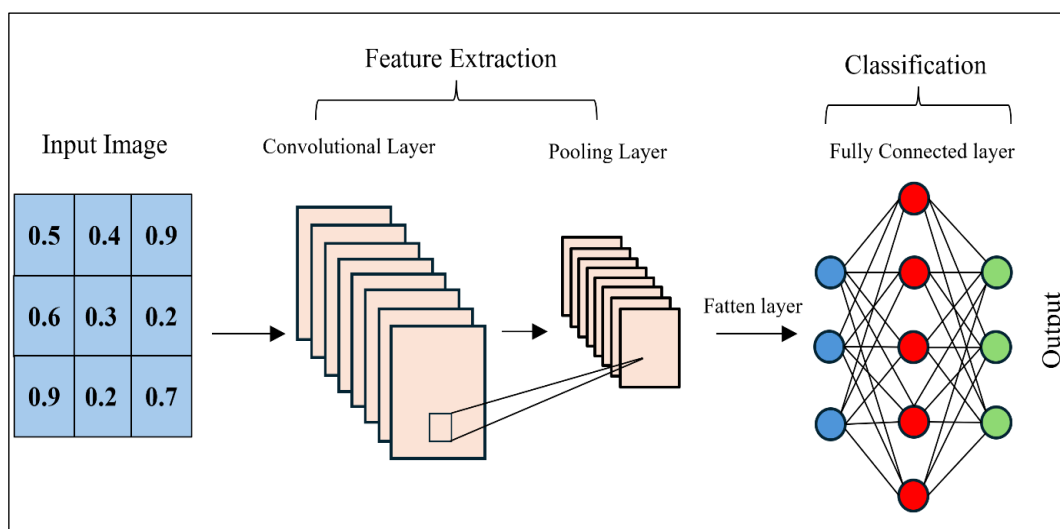 Feature Extraction
Classification
Input Image
Convolutional Layer
Pooling Layer
Fully Connected layer
0.5 0.4 0.9
0.6 0.3 0.2
0.9 0.2 0.7
Fatten layer
Output